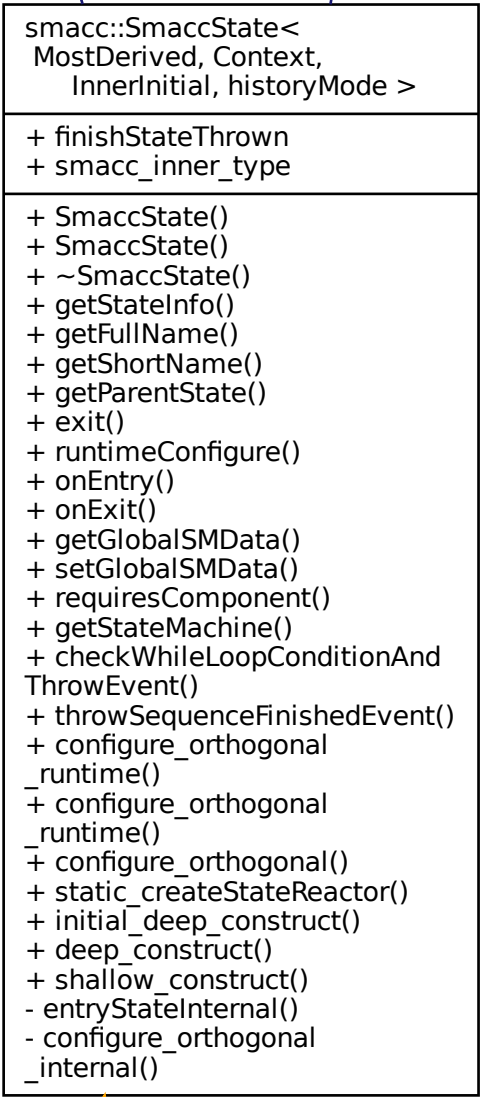 smacc::SmaccState<
MostDerived, Context,
InnerInitial, historyMode >
+ finishStateThrown
+ smacc_inner_type
+ SmaccState()
+ SmaccState()
+ ~SmaccState()
+ getStateInfo()
+ getFullName()
+ getShortName()
+ getParentState()
+ exit()
+ runtimeConfigure()
+ onEntry()
+ onExit()
+ getGlobalSMData()
+ setGlobalSMData()
+ requiresComponent()
+ getStateMachine()
+ checkWhileLoopConditionAnd
ThrowEvent()
+ throwSequenceFinishedEvent()
+ configure_orthogonal
_runtime()
+ configure_orthogonal
_runtime()
+ configure_orthogonal()
+ static_createStateReactor()
+ initial_deep_construct()
+ deep_construct()
+ shallow_construct()
- entryStateInternal()
- configure_orthogonal
_internal()